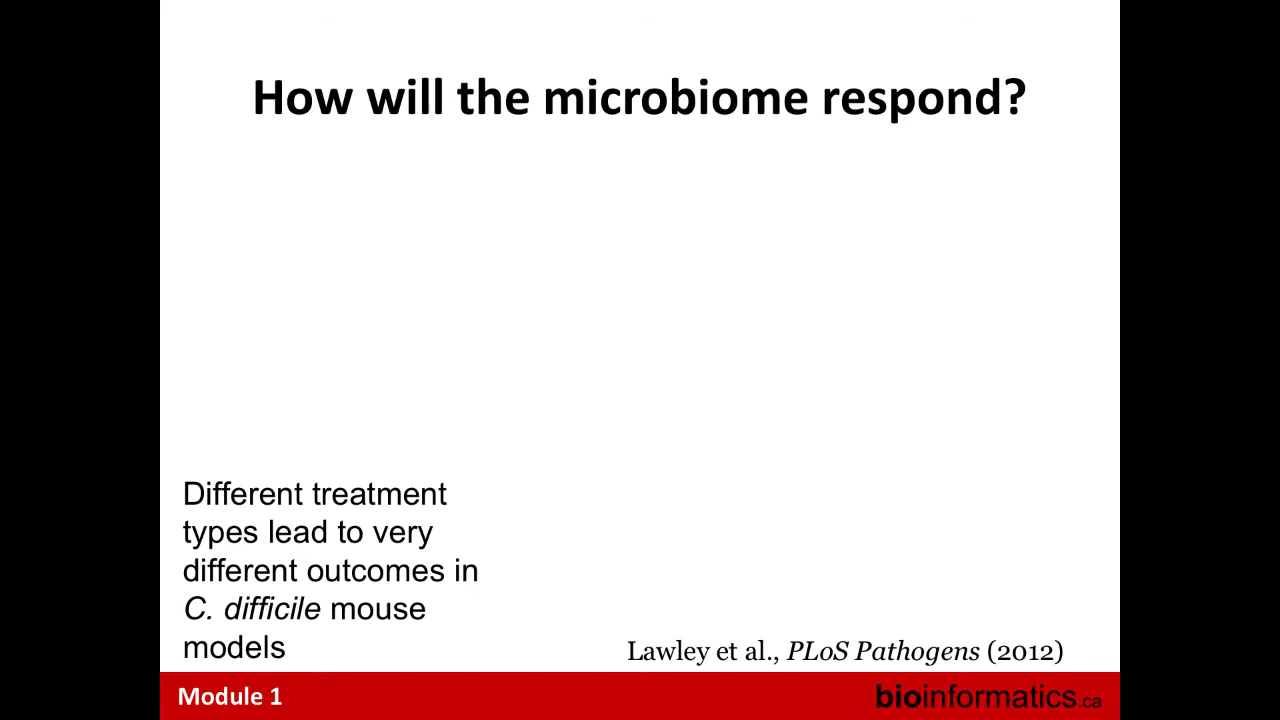 How will the microbiome respond?
Different treatment
types lead to very
different outcomes in
C. difficile mouse
models
Lawley et al., PLoS Pathogens (2012)
Module 1
bioinformatics.ca